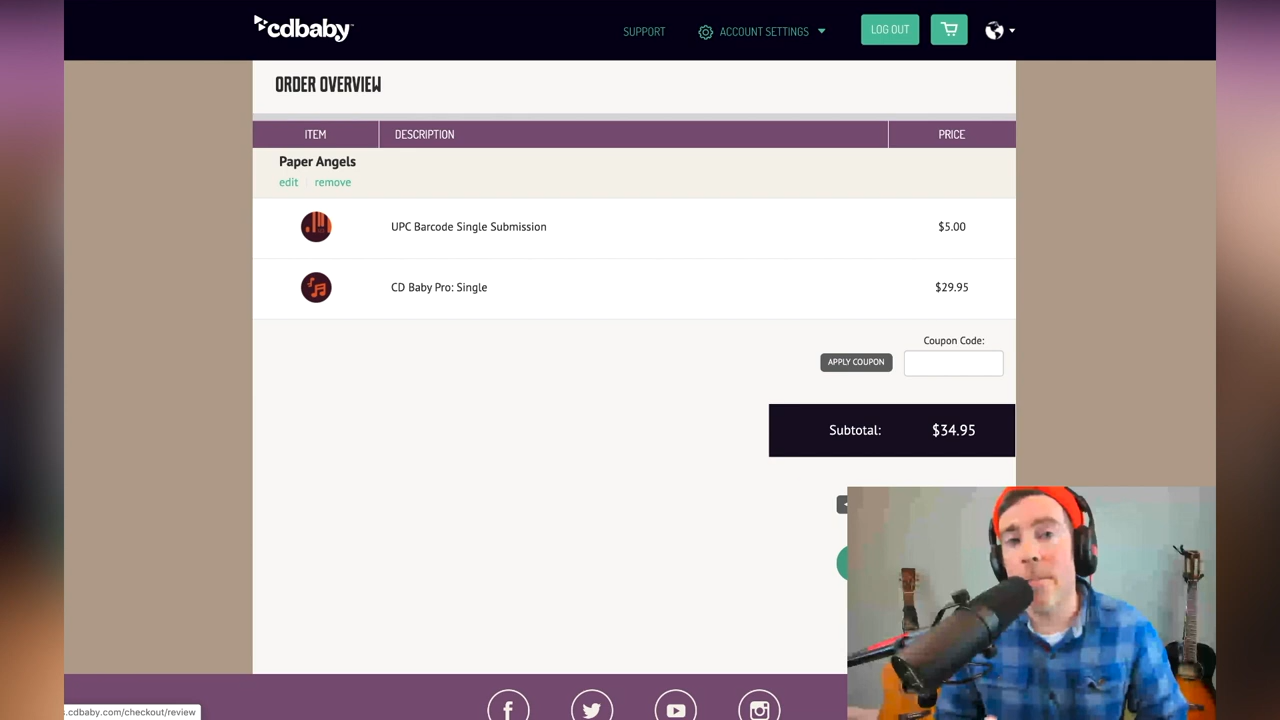 cdbaby™
SUPPORT
ACCOUNT SETTINGS
LOG OUT
ORDER OVERVIEW
ITEM
DESCRIPTION
PRICE
Paper Angels
edit
remove
UPC Barcode Single Submission
$5.00
CD Baby Pro: Single
$29.95
Coupon Code:
APPLY COUPON
Subtotal:
$34.95
s.cdbaby.com/checkout/review